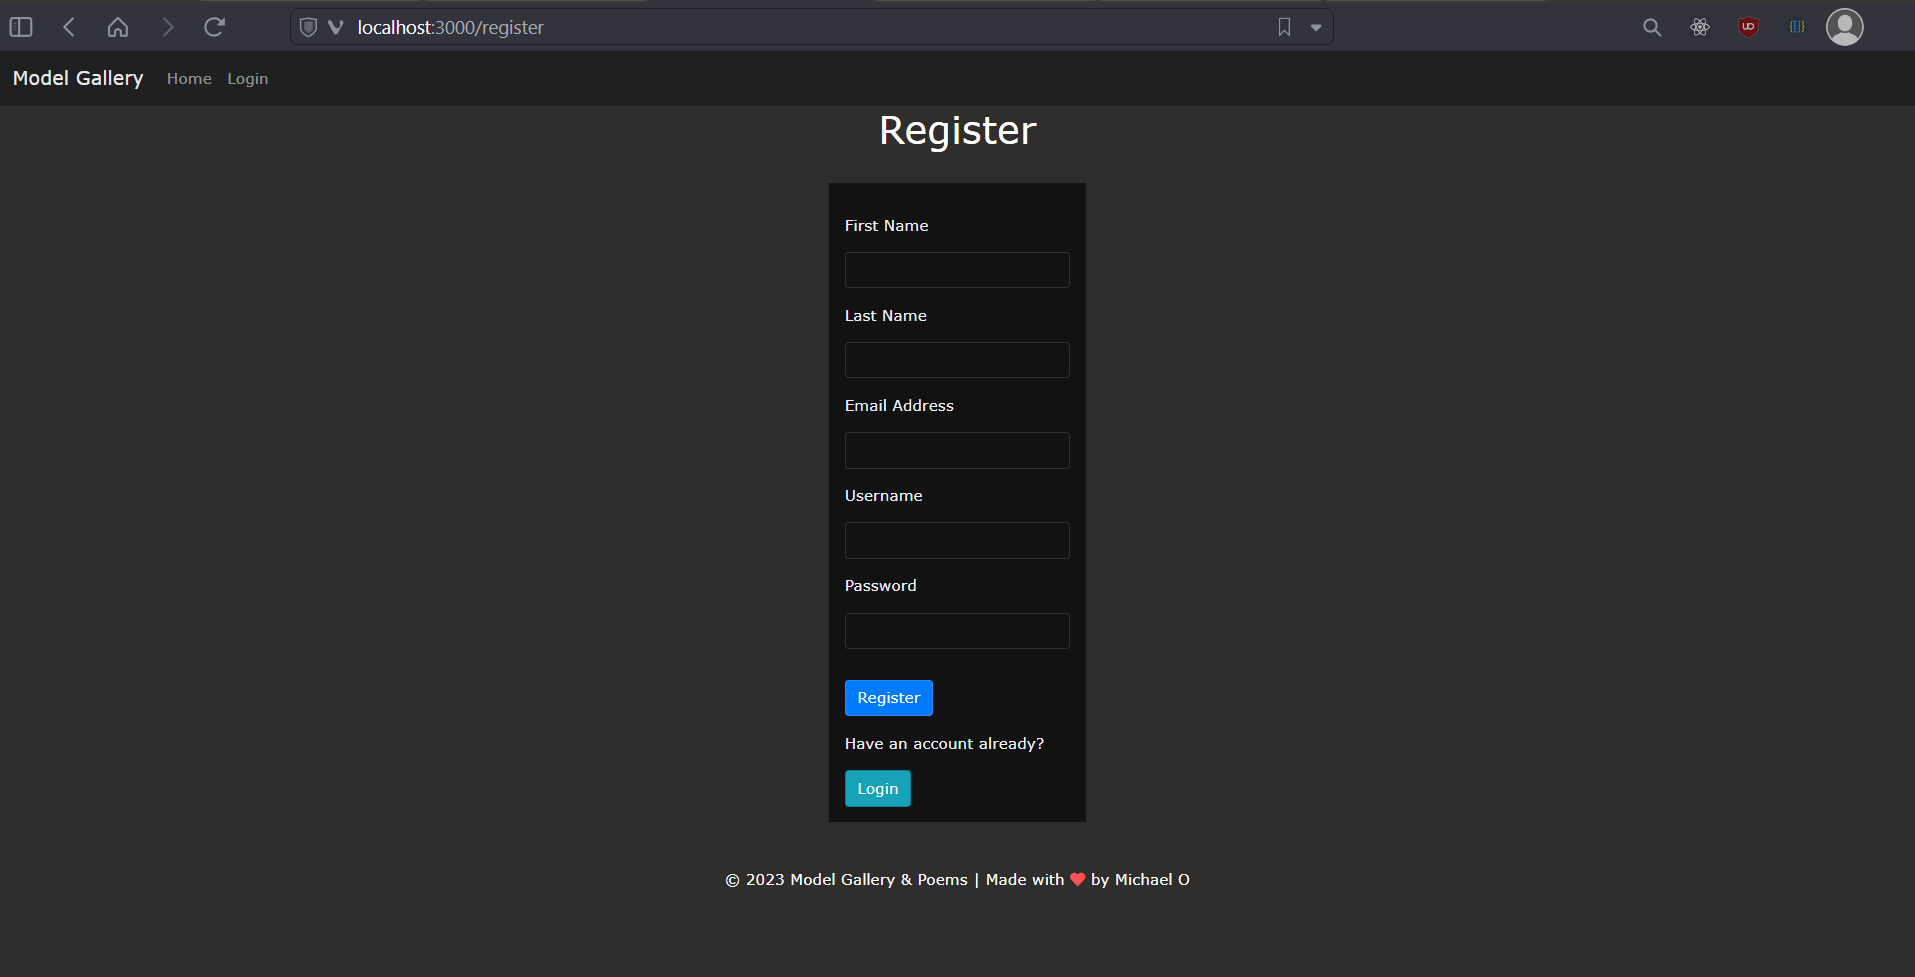 localhost:3000/register
Model Gallery Home Login
Register
First Name
Last Name
Email Address
Username
Password
Register
Have an account already?
Login
© 2023 Model Gallery & Poems | Made with ❤ by Michael O